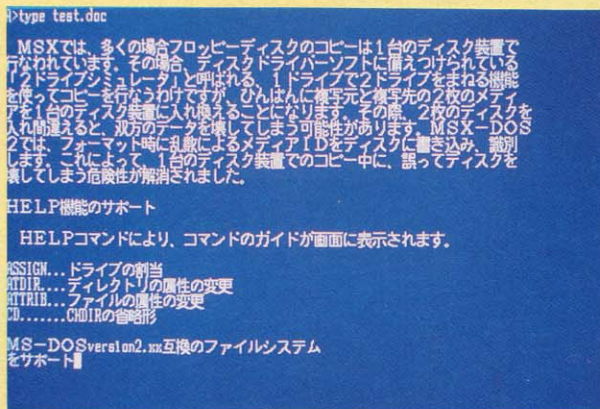 A>type test.doc
　MSXでは、多くの場合フロッピーディスクのコピーは1台のディスク装置で
行なわれています。その場合、ディスクドライバーソフトに備えつけられている
「2ドライブシミュレータ」と呼ばれる、1ドライブで2ドライブをまねる機能
を使ってコピーを行なうわけですが、ひんぱんに複写元と複写先の2枚のメディ
アを1台のディスク装置に入れ換えることになります。その際、2枚のディスクを
入れ間違えると、双方のデータを壊してしまう可能性があります。MSX-DOS
2では、フォーマット時に乱数によるメディアIDをディスクに書き込み、識別
します。これによって、1台のディスク装置でのコピー中に、誤ってディスクを
壊してしまう危険性が解消されました。
HELP機能のサポート
　HELPコマンドにより、コマンドのガイドが画面に表示されます。
ASSIGN...ドライブの割当
ATDIR....ディレクトリの属性の変更
ATTRIB...ファイルの属性の変更
CD.......CHDIRの省略形
MS-DOSversion2.xx互換のファイルシステム
をサポート